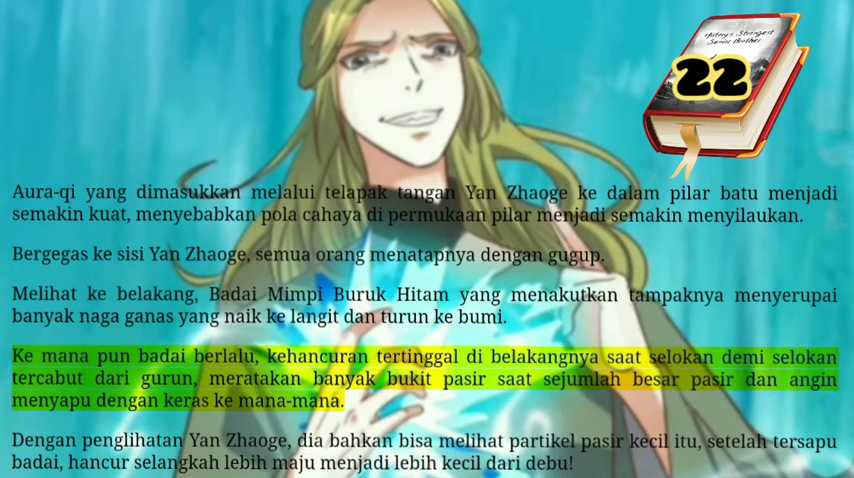 History's Strongest
Senior Brother
22
Aura-qi yang dimasukkan melalui telapak tangan Yan Zhaoge ke dalam pilar batu menjadi
semakin kuat, menyebabkan pola cahaya di permukaan pilar menjadi semakin menyilaukan.
Bergegas ke sisi Yan Zhaoge, semua orang menatapnya dengan gugup.
Melihat ke belakang, Badai Mimpi Buruk Hitam yang menakutkan tampaknya menyerupai
banyak naga ganas yang naik ke langit dan turun ke bumi.
Ke mana pun badai berlalu, kehancuran tertinggal di belakangnya saat selokan demi selokan
tercabut dari gurun, meratakan banyak bukit pasir saat sejumlah besar pasir dan angin
menyapu dengan keras ke mana-mana.
Dengan penglihatan Yan Zhaoge, dia bahkan bisa melihat partikel pasir kecil itu, setelah tersapu
badai, hancur selangkah lebih maju menjadi lebih kecil dari debu!